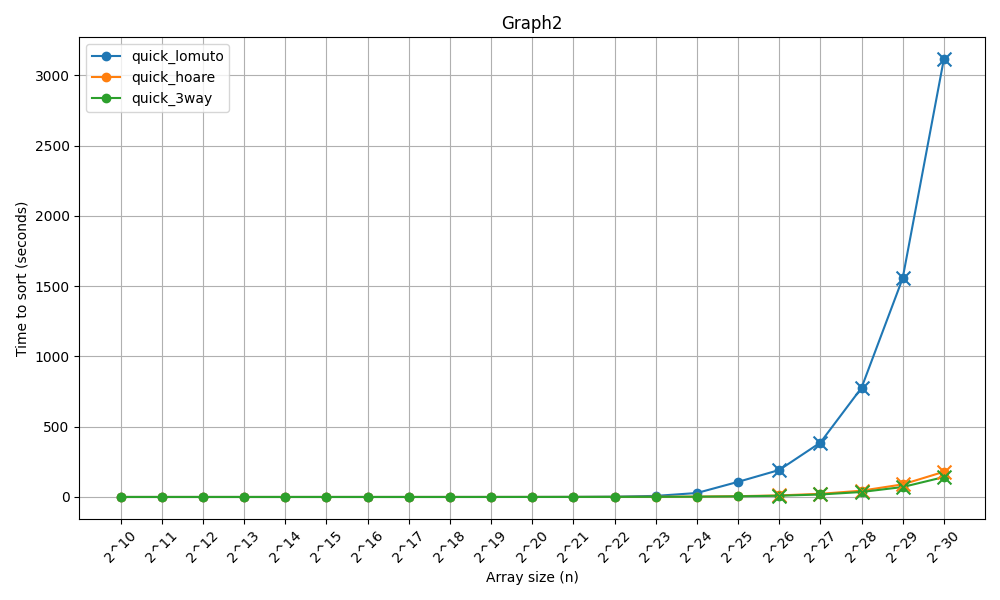 Graph2
quick_lomuto
quick_hoare
quick_3way
Time to sort (seconds)
3000
2500
2000
1500
1000
500
0
2^10 2^11 2^12 2^13 2^14 2^15 2^16 2^17 2^18 2^19 2^20 2^21 2^22 2^23 2^24 2^25 2^26 2^27 2^28 2^29 2^30
Array size (n)